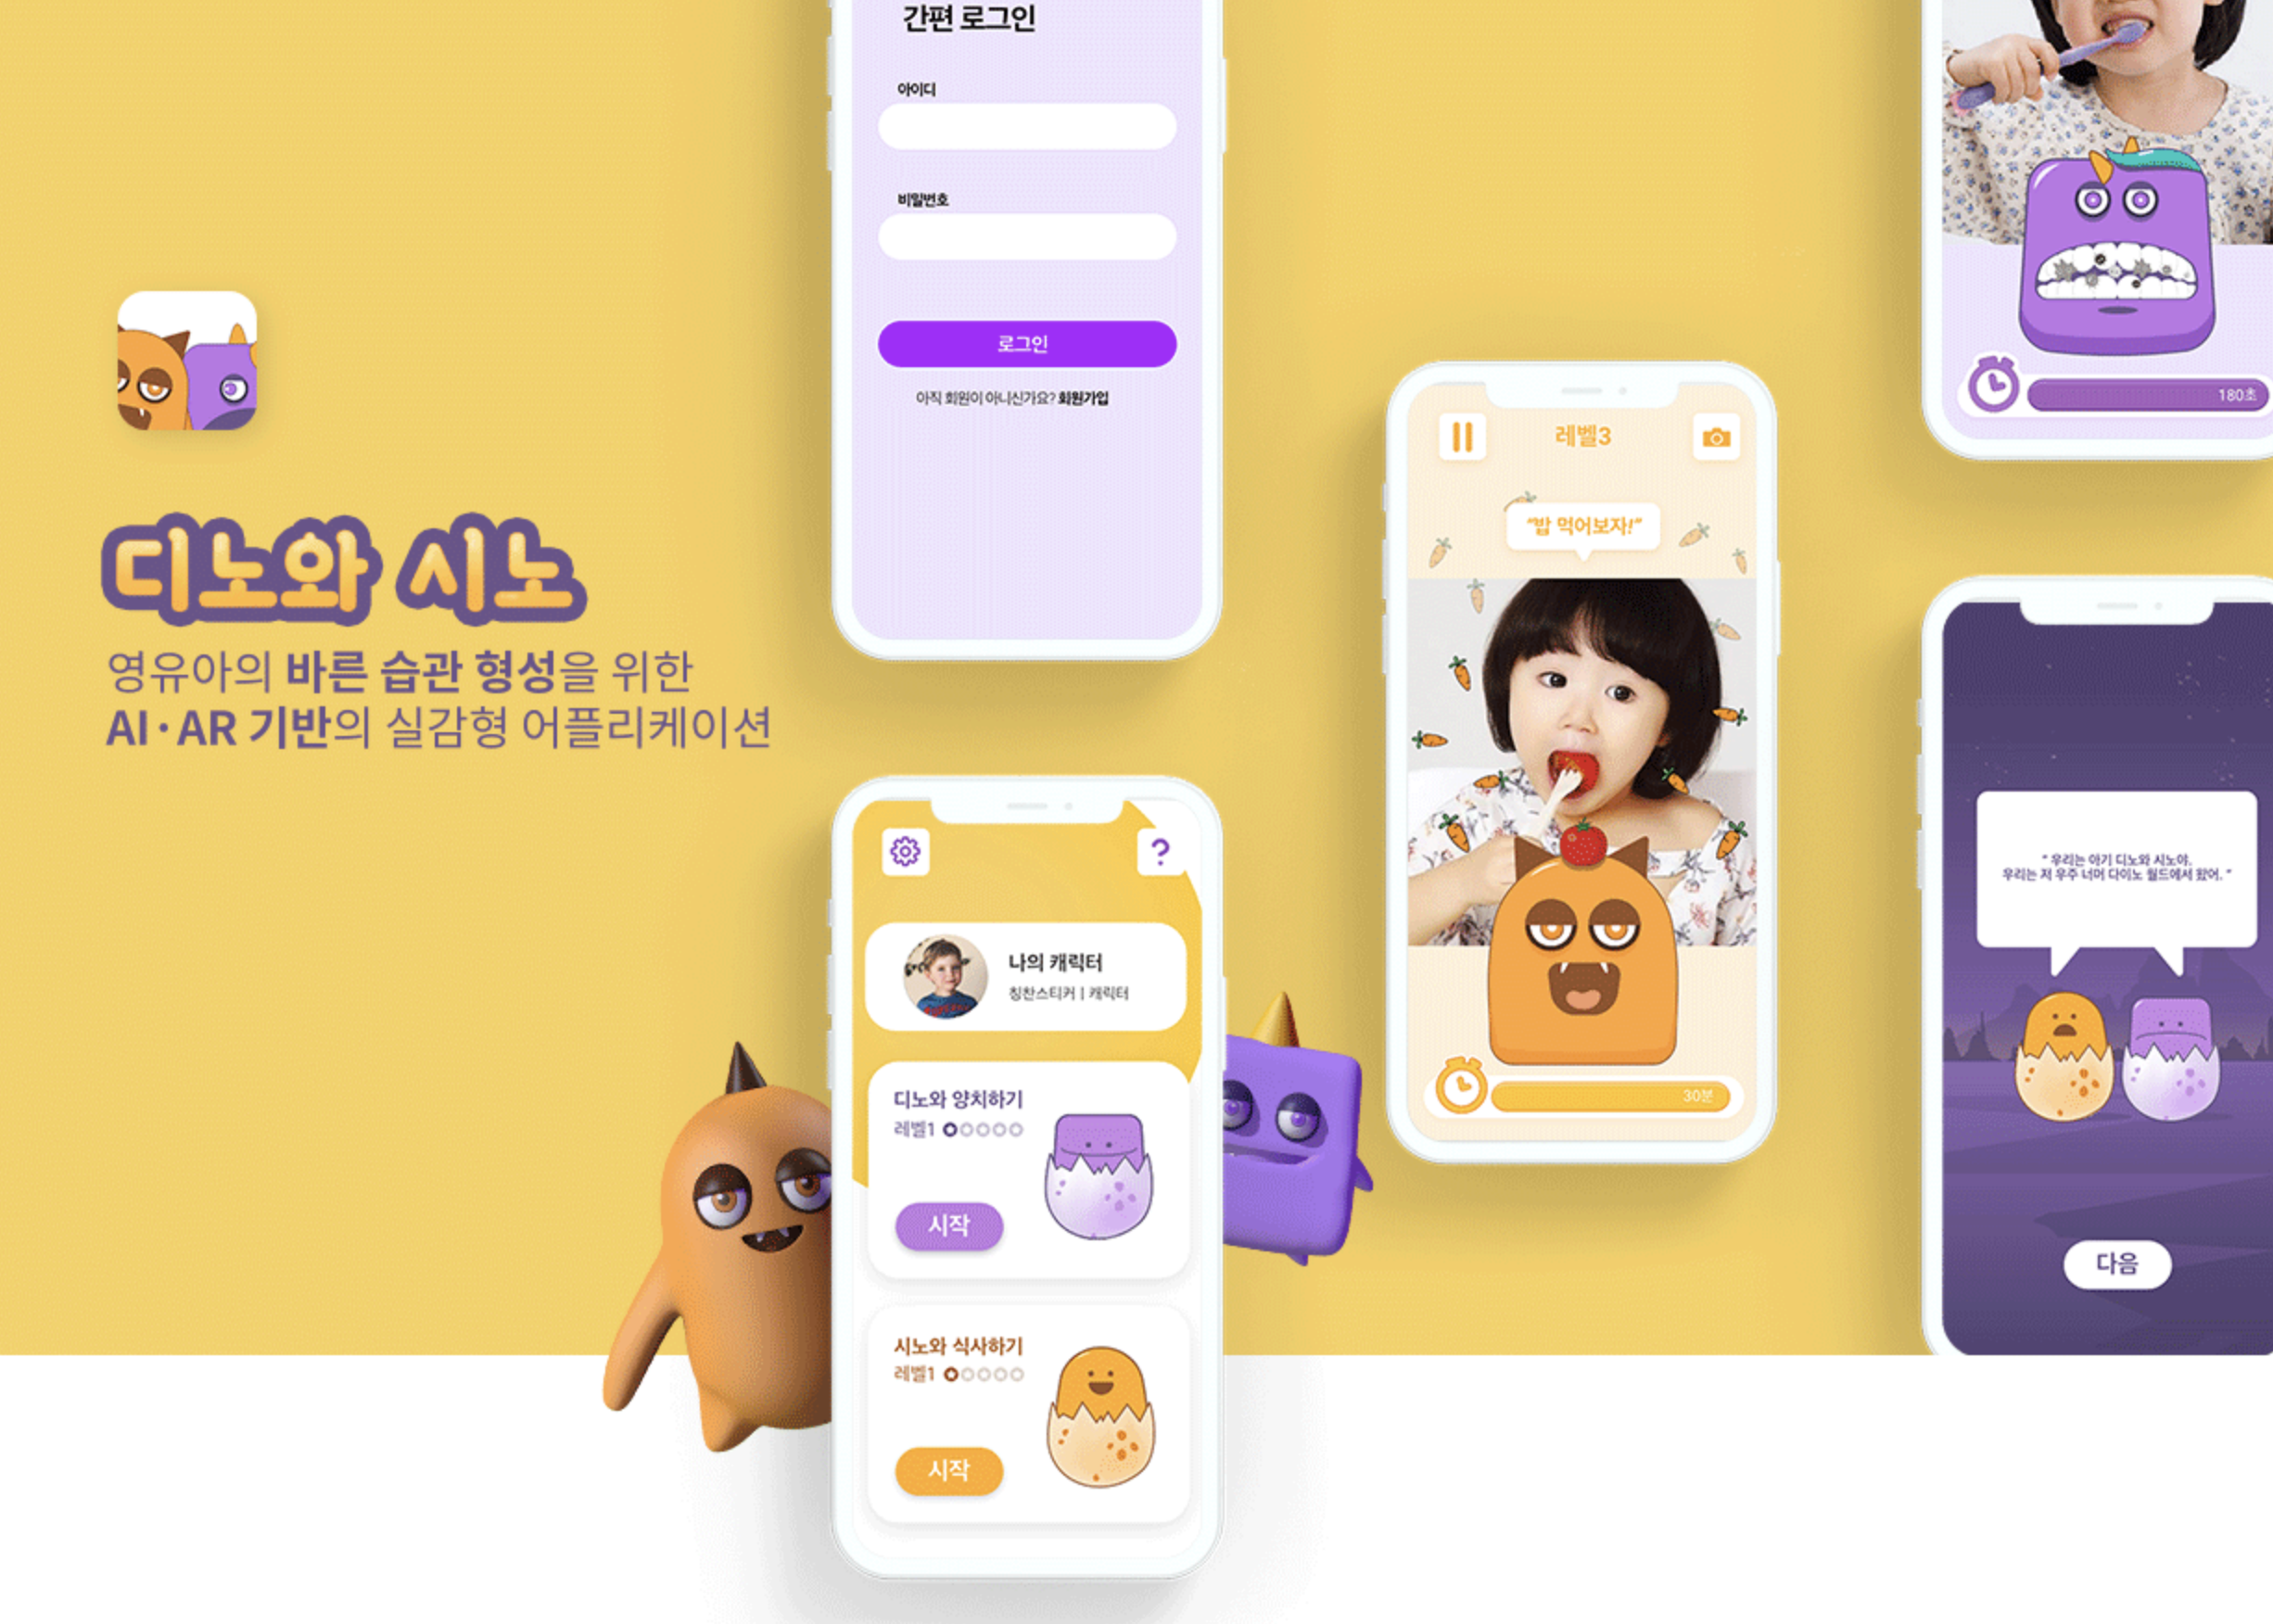 디노와 시노
영유아의 바른 습관 형성을 위한
AI·AR 기반의 실감형 어플리케이션
간편 로그인
아이디
비밀번호
로그인
아직 회원이 아니신가요? 회원가입
?
나의 캐릭터
칭찬스티커 | 캐릭터
디노와 양치하기
레벨1
시작
시노와 식사하기
레벨1
시작
레벨3
"밥 먹어보자!"
30분
180초
" 우리는 아기 디노와 시노야.
우리는 저 우주 너머 다이노 월드에서 왔어. "
다음